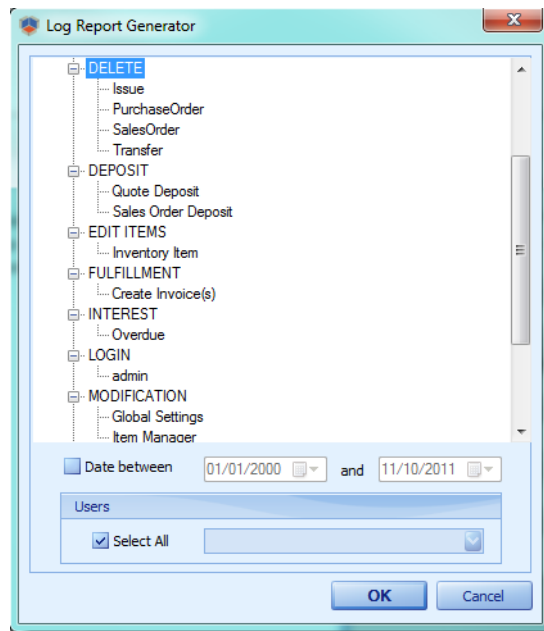 Log Report Generator
DELETE
Issue
PurchaseOrder
SalesOrder
Transfer
DEPOSIT
Quote Deposit
Sales Order Deposit
EDIT ITEMS
Inventory Item
FULFILLMENT
Create Invoice(s)
INTEREST
Overdue
LOGIN
admin
MODIFICATION
Global Settings
Item Manager
Date between 01/01/2000 and 11/10/2011
Users
Select All
OK Cancel